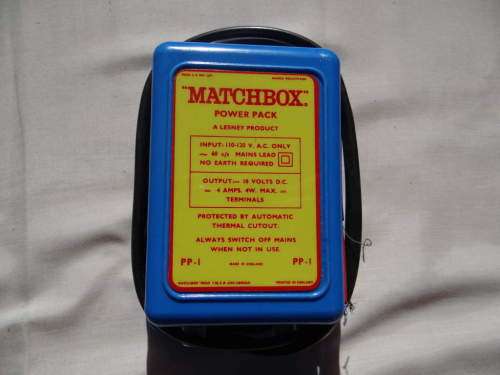 "MATCHBOX"
POWER PACK
A LESNEY PRODUCT
INPUT- 110-120 V. A.C. ONLY
60 c/s MAINS LEAD
NO EARTH REQUIRED
OUTPUT 10 VOLTS D.C.
4 AMPS. 4W. MAX.
TERMINALS
PROTECTED BY AUTOMATIC
THERMAL CUTOUT.
ALWAYS SWITCH OFF MAINS
WHEN NOT IN USE.
PP-1 MADE IN ENGLAND PP-1
PRINTED IN ENGLAND